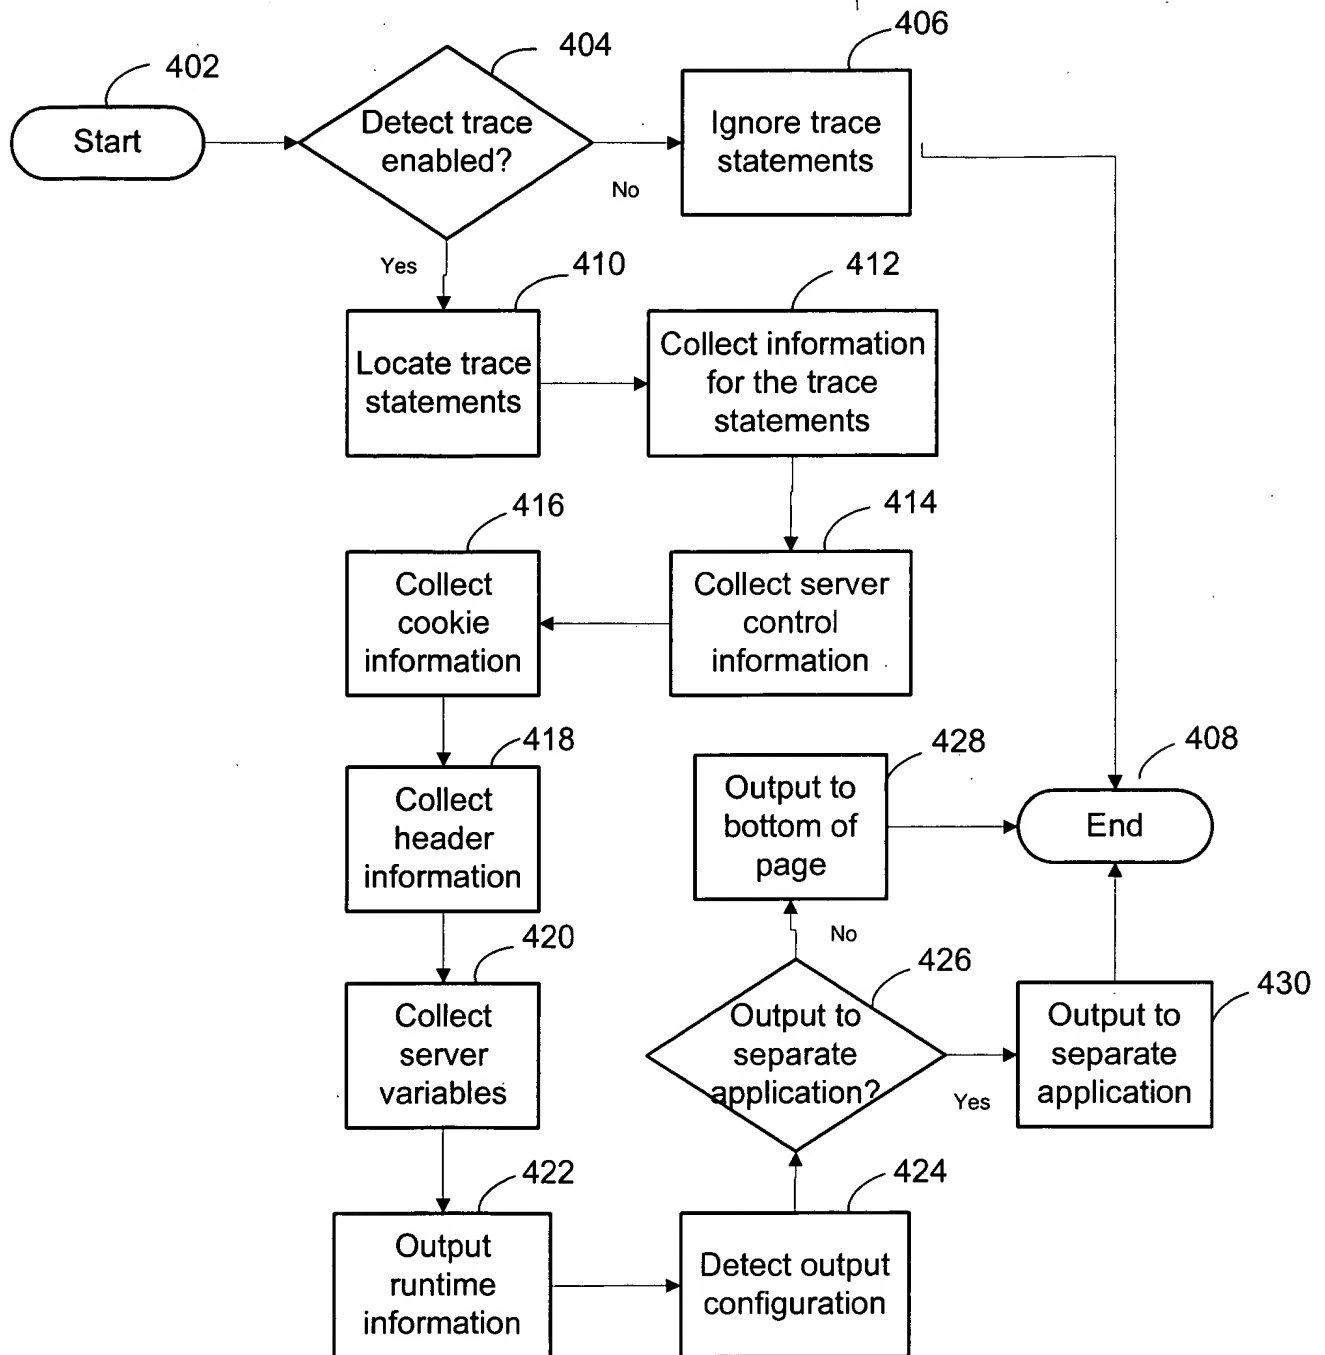 402
Start
404
Detect trace
enabled?
406
Ignore trace
statements
No
Yes
410
Locate trace
statements
412
Collect information
for the trace
statements
414
Collect server
control
information
416
Collect
cookie
information
418
Collect
header
information
420
Collect
server
variables
422
Output
runtime
information
424
Detect output
configuration
426
Output to
separate
application?
No
Yes
428
Output to
bottom of
page
430
Output to
separate
application
408
End